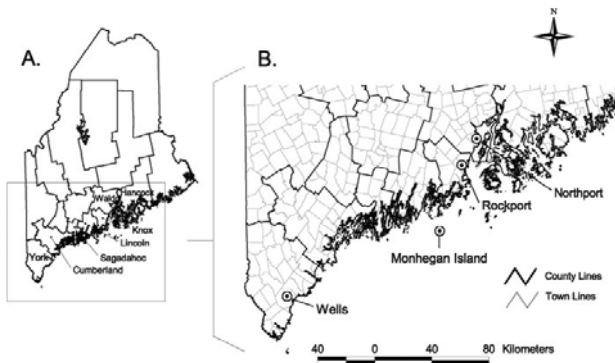 N
A.
B.
Waldo
Hancock
Knox
Lincoln
Sagadahoc
York
Cumberland
Northport
Rockport
Monhegan Island
Wells
County Lines
Town Lines
40 0 40 80 Kilometers